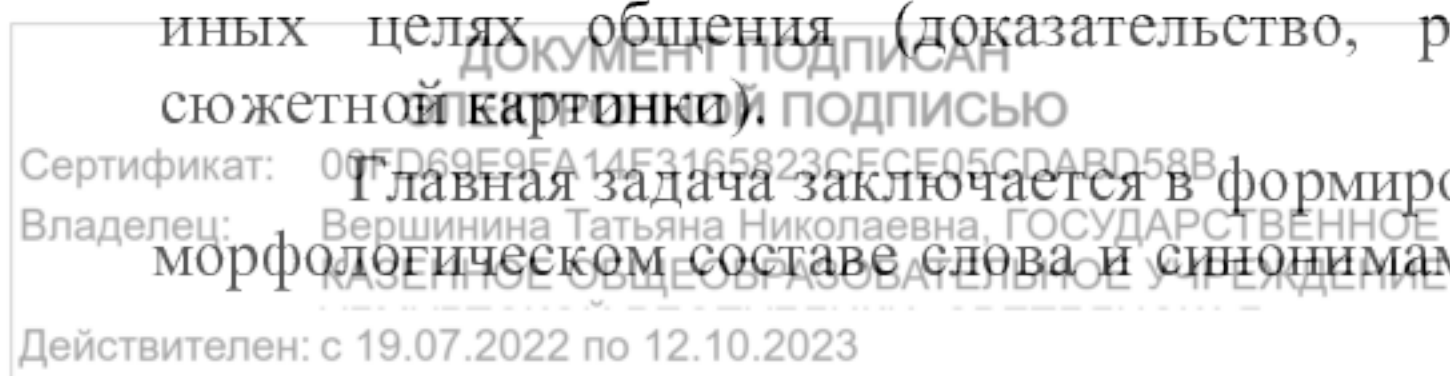 иных целях общения (доказательство, р
ДОКУМЕНТ ПОДПИСАН
сюжетной картинки).
ЭЛЕКТРОННОЙ ПОДПИСЬЮ
Сертификат: 00FD69E9FA14F3165823CFCE05CDABD58B
Главная задача заключается в формиро
Владелец: Вершинина Татьяна Николаевна, ГОСУДАРСТВЕННОЕ
морфологическом составе слова и синонимам
КАЗЕННОЕ ОБЩЕОБРАЗОВАТЕЛЬНОЕ УЧРЕЖДЕНИЕ
Действителен: с 19.07.2022 по 12.10.2023